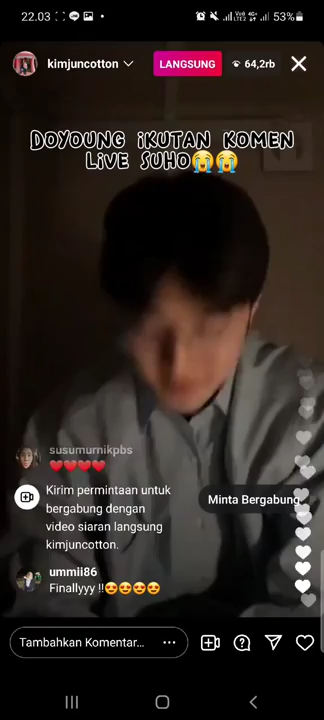 22.03
53%
kimjuncotton
LANGSUNG
64,2rb
DOYOUNG IKUTAN KOMEN
LIVE SUHO😭😭
susumurnikpbs
❤️❤️❤️❤️
Kirim permintaan untuk
bergabung dengan
video siaran langsung
kimjuncotton.
Minta Bergabung
ummii86
Finallyyy !!😍😍😍😍
Tambahkan Komentar...